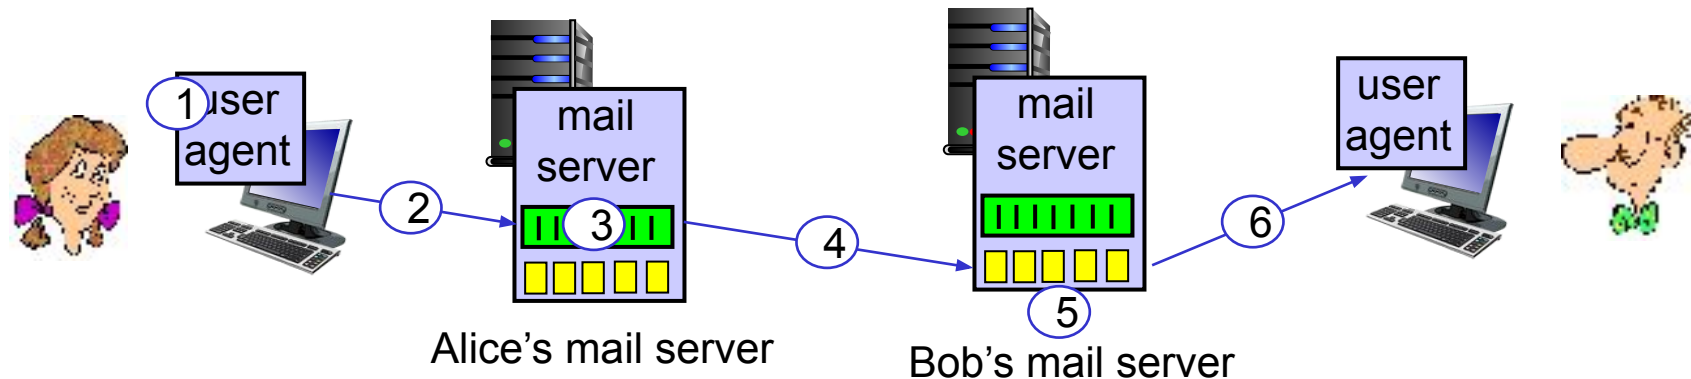 1
user
agent
2
mail
server
3
Alice's mail server
4
mail
server
5
Bob's mail server
6
user
agent